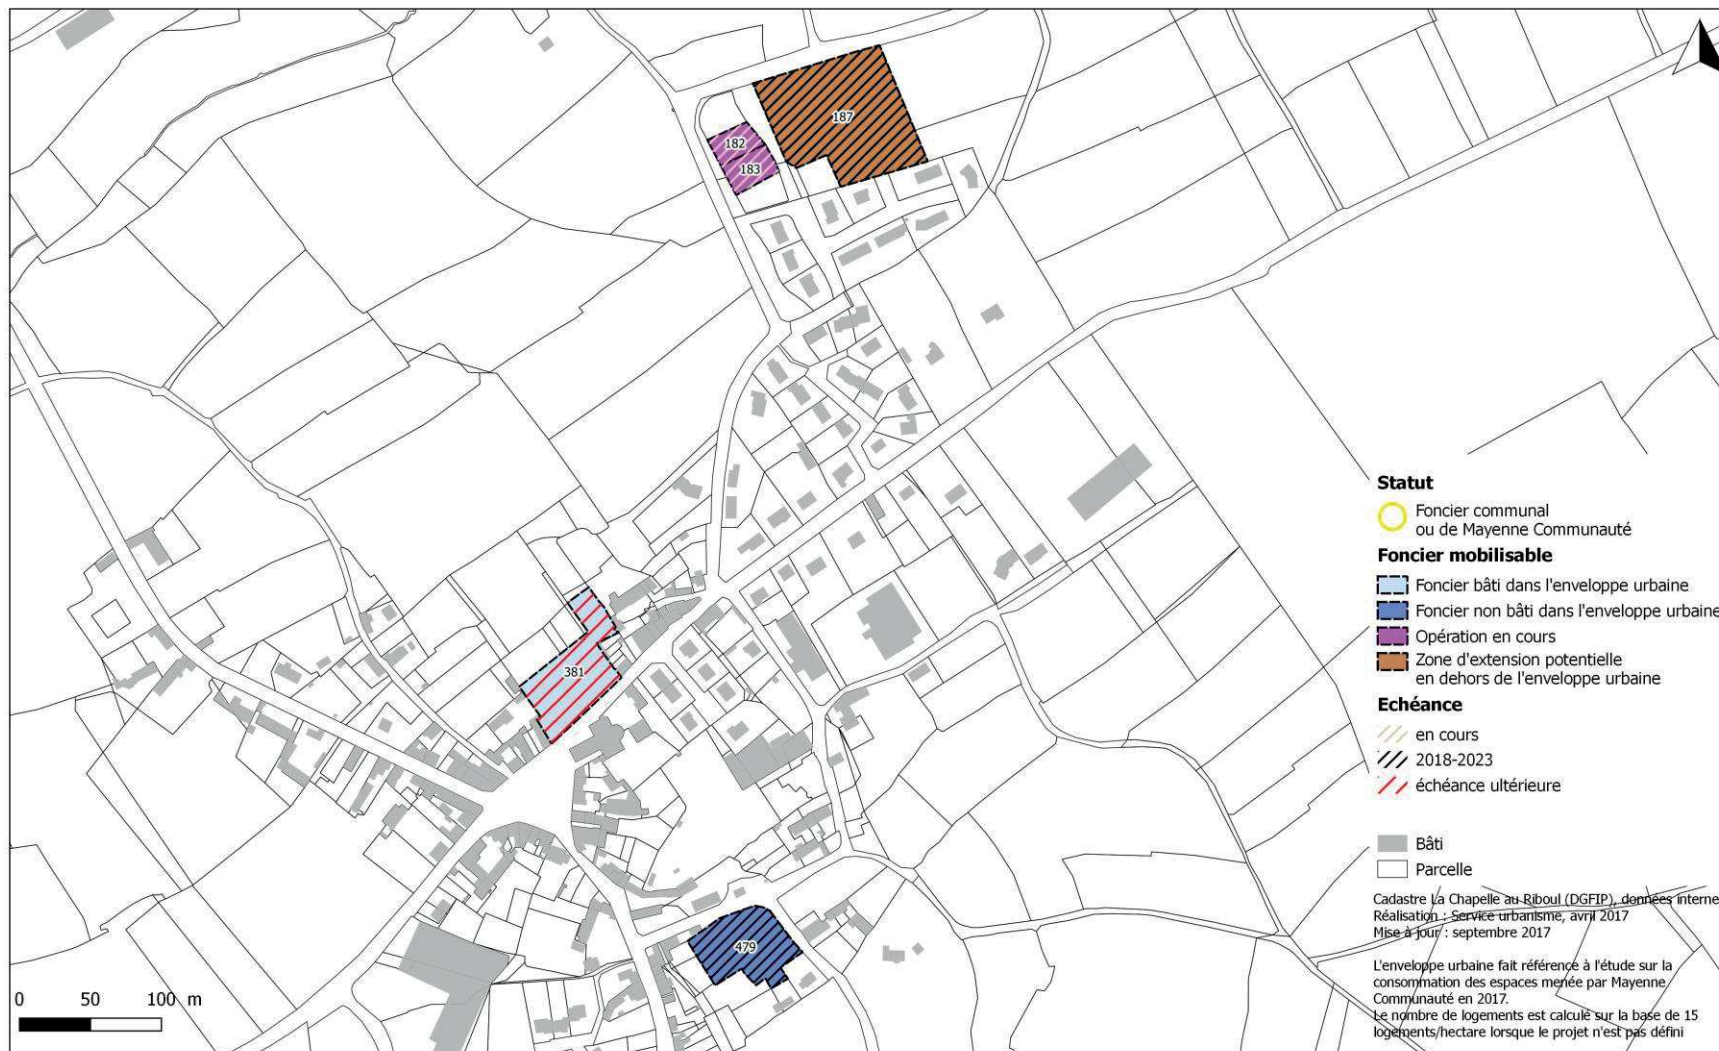 187
182
183
381
479
0 50 100 m
Statut
Foncier communal
ou de Mayenne Communauté
Foncier mobilisable
Foncier bâti dans l'enveloppe urbaine
Foncier non bâti dans l'enveloppe urbaine
Opération en cours
Zone d'extension potentielle
en dehors de l'enveloppe urbaine
Echéance
en cours
2018-2023
échéance ultérieure
Bâti
Parcelle
Cadastre La Chapelle au Riboul (DGFIP), données interne
Réalisation : Service urbanisme, avril 2017
Mise à jour : septembre 2017
L'enveloppe urbaine fait référence à l'étude sur la
consommation des espaces menée par Mayenne
Communauté en 2017.
Le nombre de logements est calculé sur la base de 15
logements/hectare lorsque le projet n'est pas défini